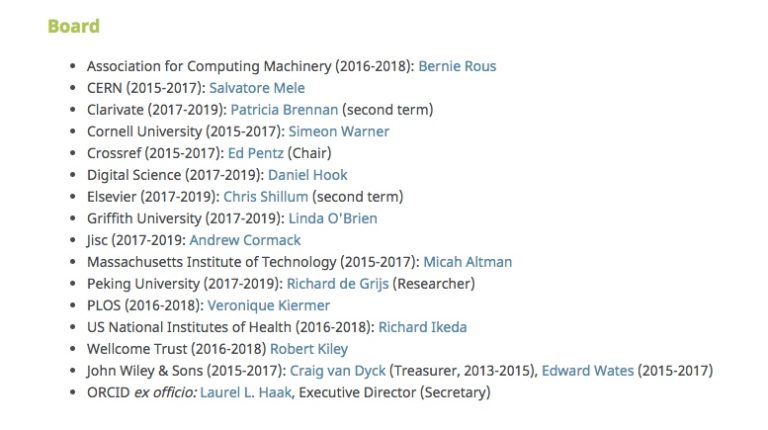 Board
• Association for Computing Machinery (2016-2018): Bernie Rous
• CERN (2015-2017): Salvatore Mele
• Clarivate (2017-2019): Patricia Brennan (second term)
• Cornell University (2015-2017): Simeon Warner
• Crossref (2015-2017): Ed Pentz (Chair)
• Digital Science (2017-2019): Daniel Hook
• Elsevier (2017-2019): Chris Shillum (second term)
• Griffith University (2017-2019): Linda O'Brien
• Jisc (2017-2019: Andrew Cormack
• Massachusetts Institute of Technology (2015-2017): Micah Altman
• Peking University (2017-2019): Richard de Grijs (Researcher)
• PLOS (2016-2018): Veronique Kiermer
• US National Institutes of Health (2016-2018): Richard Ikeda
• Wellcome Trust (2016-2018) Robert Kiley
• John Wiley & Sons (2015-2017): Craig van Dyck (Treasurer, 2013-2015), Edward Wates (2015-2017)
• ORCID ex officio: Laurel L. Haak, Executive Director (Secretary)